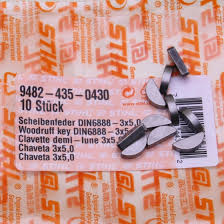 9482-435-0430
10 Stück
Scheibenfeder DIN6888-3x5,0
Woodruff key DIN6888-3x5,0
Clavette demi-lune 3x5,0
Chaveta 3x5,0
Chaveta 3x5,0